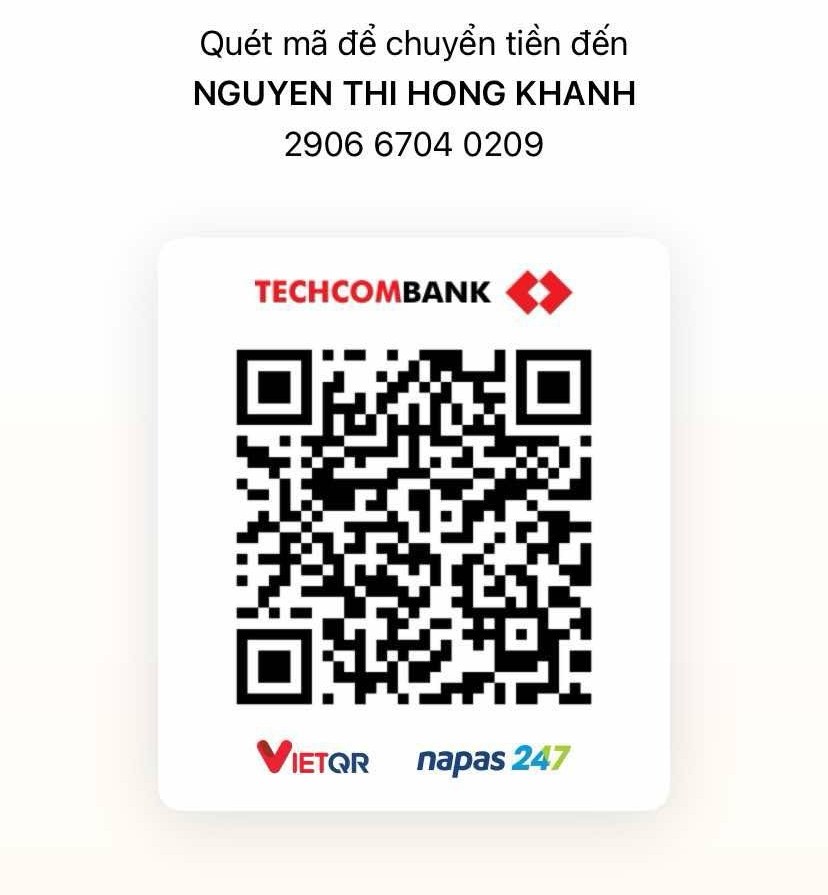 Quét mã để chuyển tiền đến
NGUYEN THI HONG KHANH
2906 6704 0209
TECHCOMBANK
VIETQR
napas 247